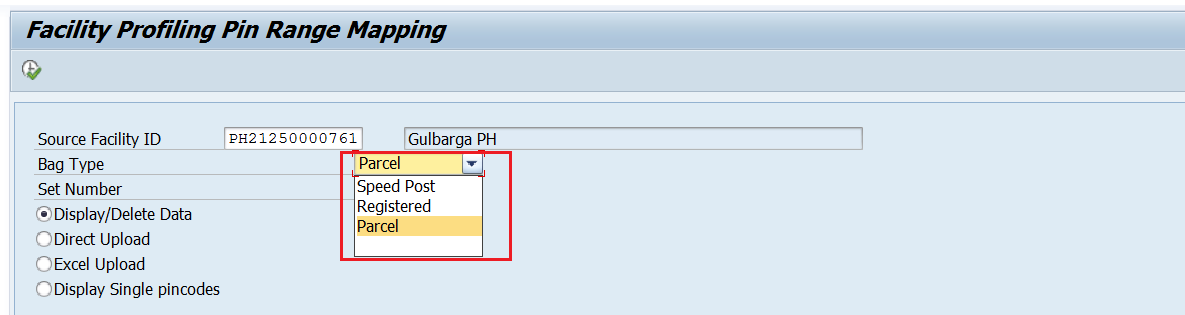 Facility Profiling Pin Range Mapping
Source Facility ID PH21250000761 Gulbarga PH
Bag Type Parcel
Speed Post
Set Number
Registered
Display/Delete Data
Parcel
Direct Upload
Excel Upload
Display Single pincodes